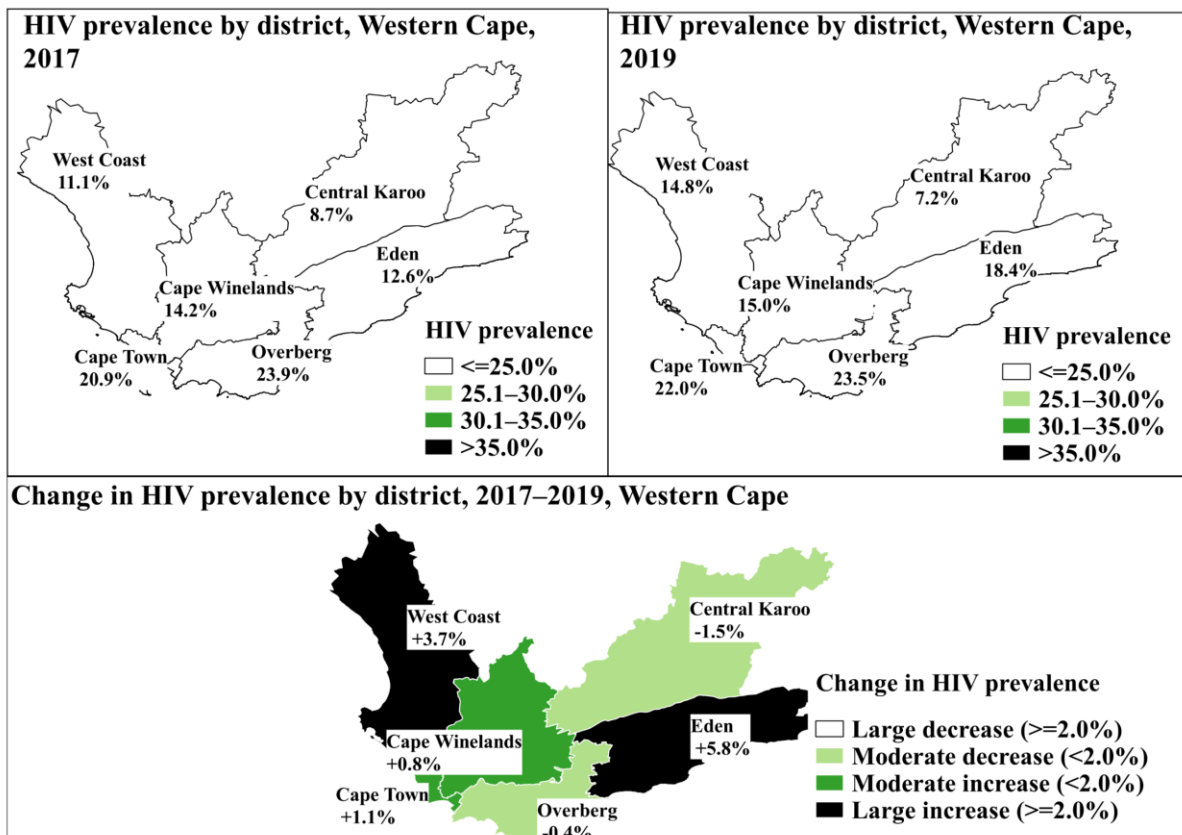 HIV prevalence by district, Western Cape,
2017
West Coast
11.1%
Central Karoo
8.7%
Eden
12.6%
Cape Winelands
14.2%
Cape Town
20.9%
Overberg
23.9%
HIV prevalence
<=25.0%
25.1–30.0%
30.1–35.0%
>35.0%
HIV prevalence by district, Western Cape,
2019
West Coast
14.8%
Central Karoo
7.2%
Eden
18.4%
Cape Winelands
15.0%
Cape Town
22.0%
Overberg
23.5%
HIV prevalence
<=25.0%
25.1–30.0%
30.1–35.0%
>35.0%
Change in HIV prevalence by district, 2017–2019, Western Cape
West Coast
+3.7%
Central Karoo
-1.5%
Eden
+5.8%
Cape Winelands
+0.8%
Cape Town
+1.1%
Overberg
-0.4%
Change in HIV prevalence
Large decrease (>=2.0%)
Moderate decrease (<2.0%)
Moderate increase (<2.0%)
Large increase (>=2.0%)